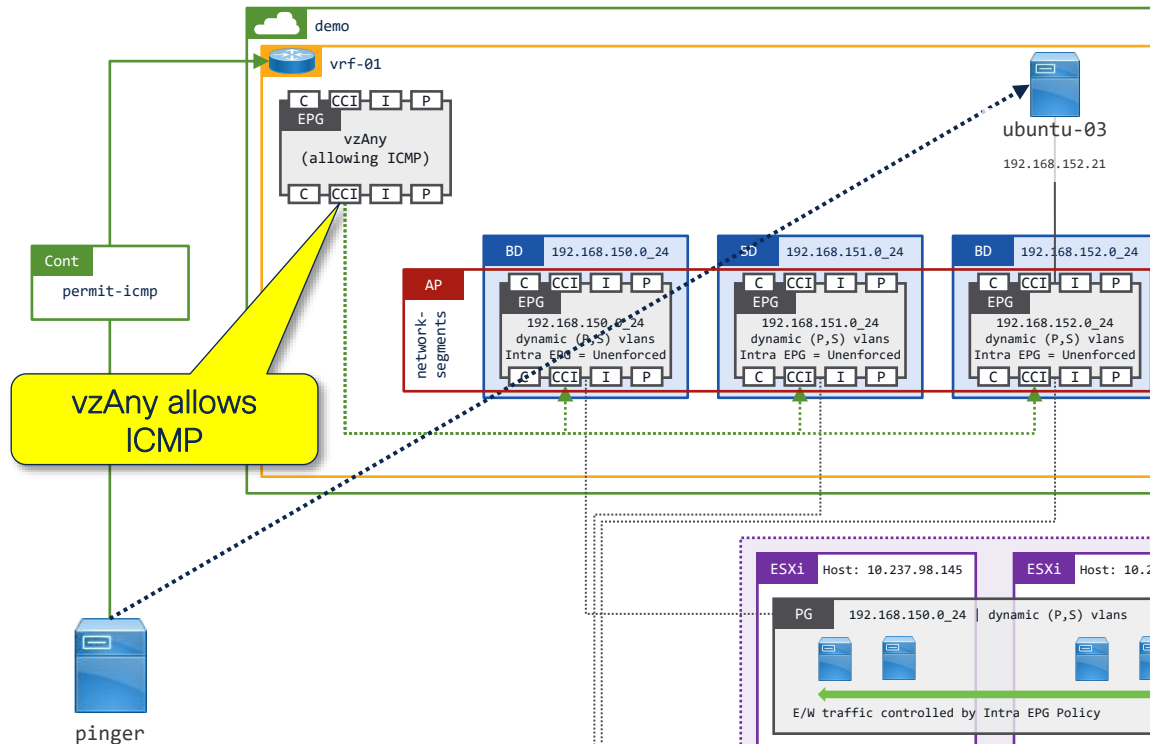 demo
vrf-01
C CCI I P
EPG
vzAny
(allowing ICMP)
C CCI I P
ubuntu-03
192.168.152.21
Cont
permit-icmp
vzAny allows
ICMP
AP
network-
segments
BD 192.168.150.0_24
C CCI I P
EPG
192.168.150.0_24
dynamic (P,S) vlans
Intra EPG = Unenforced
C CCI I P
BD 192.168.151.0_24
C CCI I P
EPG
192.168.151.0_24
dynamic (P,S) vlans
Intra EPG = Unenforced
C CCI I P
BD 192.168.152.0_24
C CCI I P
EPG
192.168.152.0_24
dynamic (P,S) vlans
Intra EPG = Unenforced
C CCI I P
ESXi Host: 10.237.98.145
ESXi Host: 10.2
PG 192.168.150.0_24 | dynamic (P,S) vlans
E/W traffic controlled by Intra EPG Policy
pinger